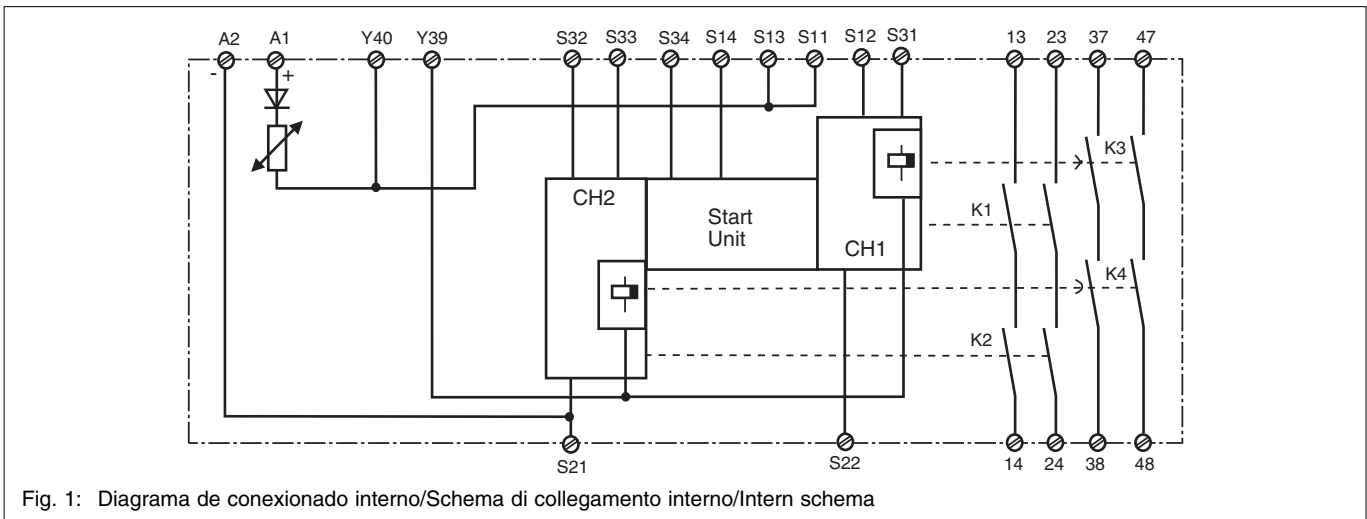 A2 A1 Y40 Y39 S32 S33 S34 S14 S13 S11 S12 S31 13 23 37 47
- +
K3
CH2
Start
Unit
K1
CH1
K4
K2
S21 S22 14 24 38 48
Fig. 1: Diagrama de conexionado interno/Schema di collegamento interno/Intern schema